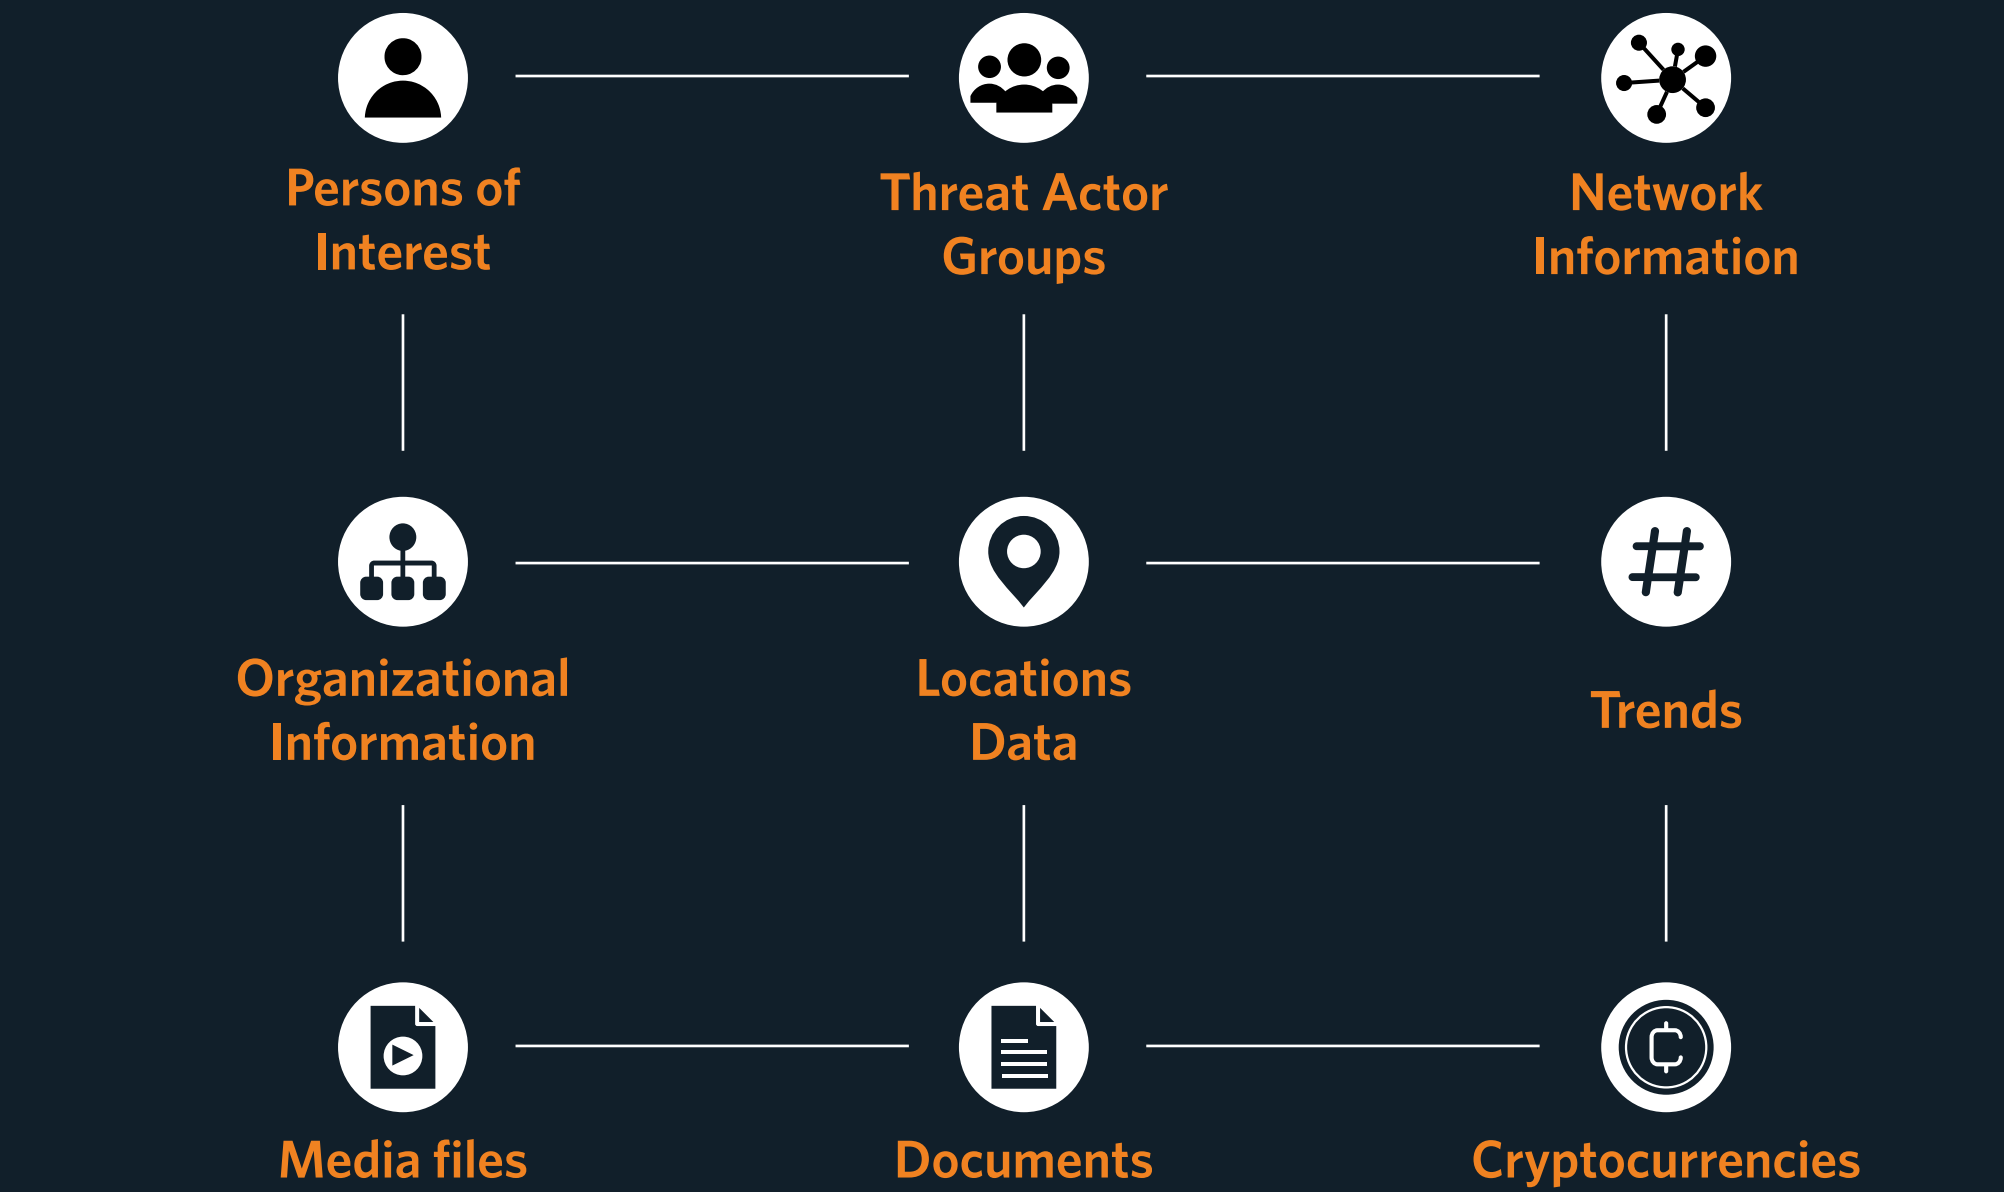 Persons of
Interest
Threat Actor
Groups
Network
Information
Organizational
Information
Locations
Data
Trends
Media files
Documents
Cryptocurrencies